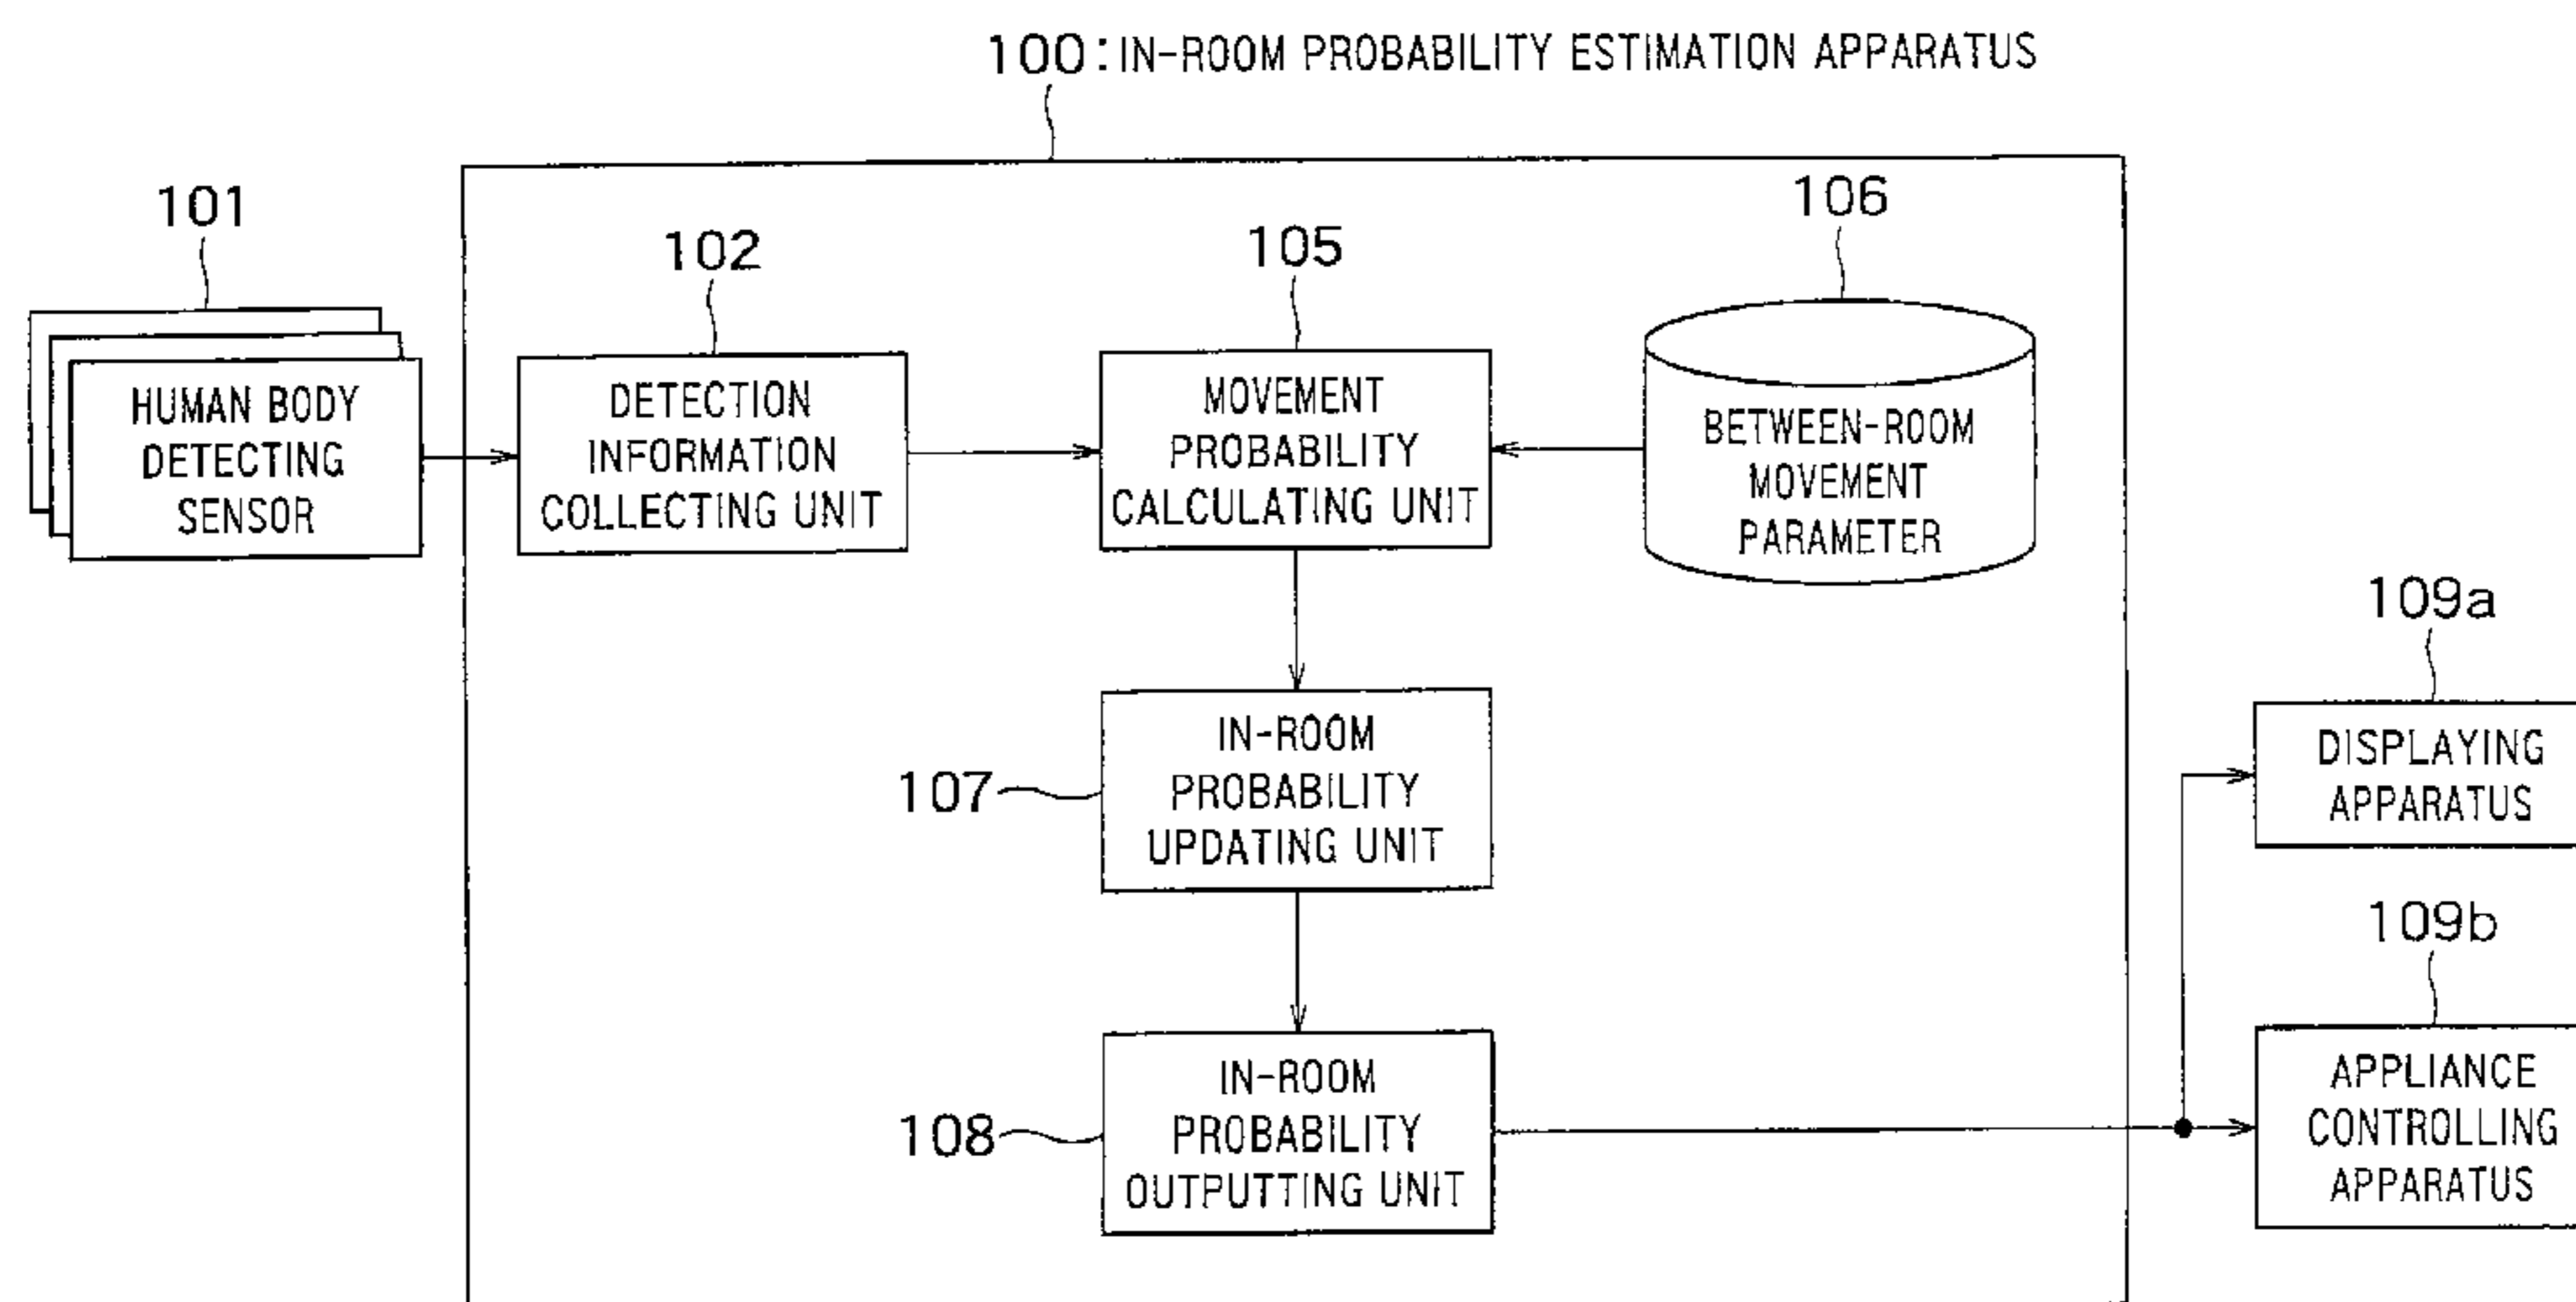 100: IN-ROOM PROBABILITY ESTIMATION APPARATUS
101
HUMAN BODY
DETECTING
SENSOR
102
DETECTION
INFORMATION
COLLECTING UNIT
105
MOVEMENT
PROBABILITY
CALCULATING UNIT
106
BETWEEN-ROOM
MOVEMENT
PARAMETER
107
IN-ROOM
PROBABILITY
UPDATING UNIT
108
IN-ROOM
PROBABILITY
OUTPUTTING UNIT
109a
DISPLAYING
APPARATUS
109b
APPLIANCE
CONTROLLING
APPARATUS